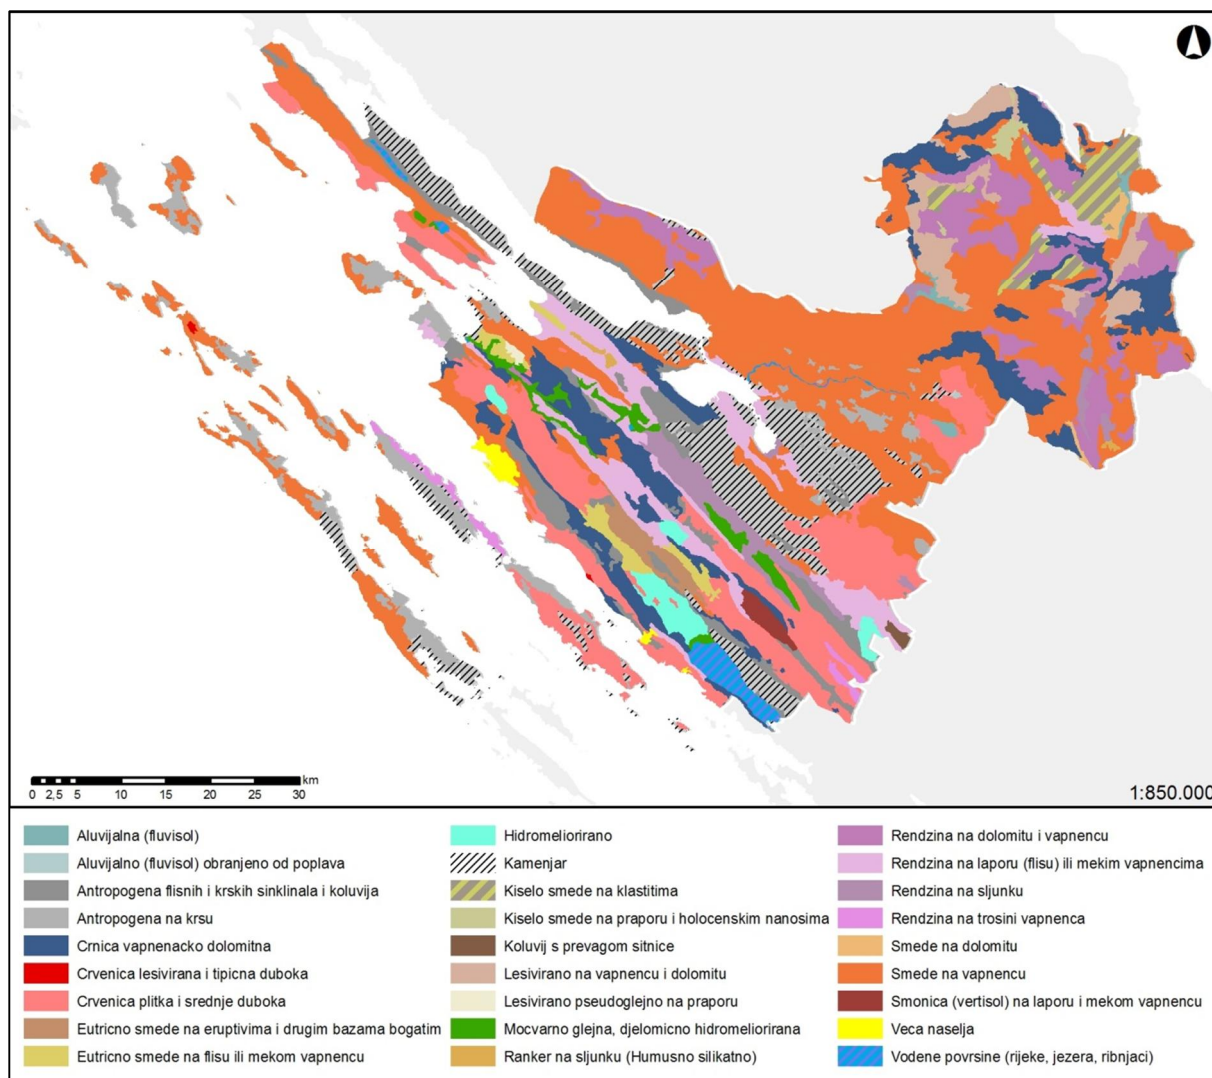 km
0 2,5 5 10 15 20 25 30
1:850.000
Aluvijalna (fluvisol)
Aluvijalno (fluvisol) obranjeno od poplava
Antropogena flisnih i krskih sinklinala i koluvija
Antropogena na krsu
Crnica vapnenacko dolomitna
Crvenica lesivirana i tipicna duboka
Crvenica plitka i srednje duboka
Eutricno smede na eruptivima i drugim bazama bogatim
Eutricno smede na flisu ili mekom vapnencu
Hidromeliorirano
Kamenjar
Kiselo smede na klastitima
Kiselo smede na praporu i holocenskim nanosima
Koluvij s prevagom sitnice
Lesivirano na vapnencu i dolomitu
Lesivirano pseudoglejno na praporu
Mocvarno glejna, djelomicno hidromeliorirana
Ranker na sljunku (Humusno silikatno)
Rendzina na dolomitu i vapnencu
Rendzina na laporu (flisu) ili mekim vapnencima
Rendzina na sljunku
Rendzina na trosini vapnenca
Smede na dolomitu
Smede na vapnencu
Smonica (vertisol) na laporu i mekom vapnencu
Veca naselja
Vodene povrsine (rijeke, jezera, ribnjaci)